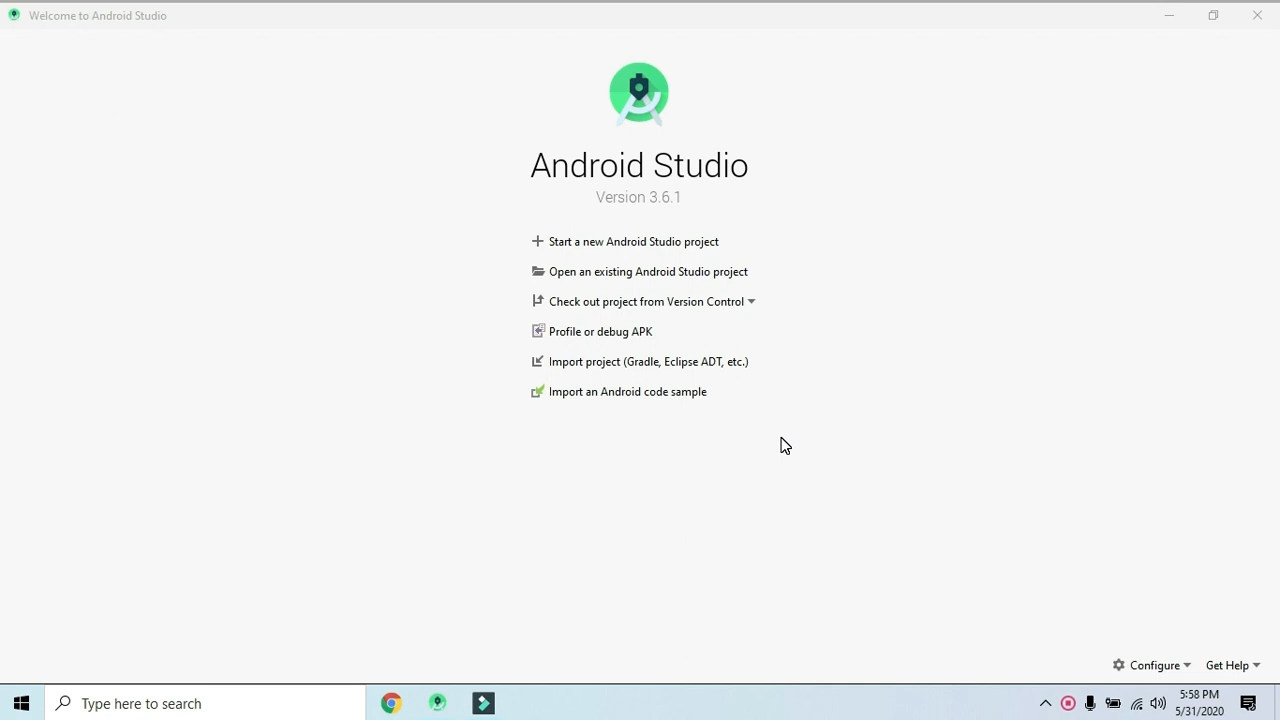 Welcome to Android Studio
Android Studio
Version 3.6.1
Start a new Android Studio project
Open an existing Android Studio project
Check out project from Version Control
Profile or debug APK
Import project (Gradle, Eclipse ADT, etc.)
Import an Android code sample
Configure
Get Help
Type here to search
5:58 PM
5/31/2020